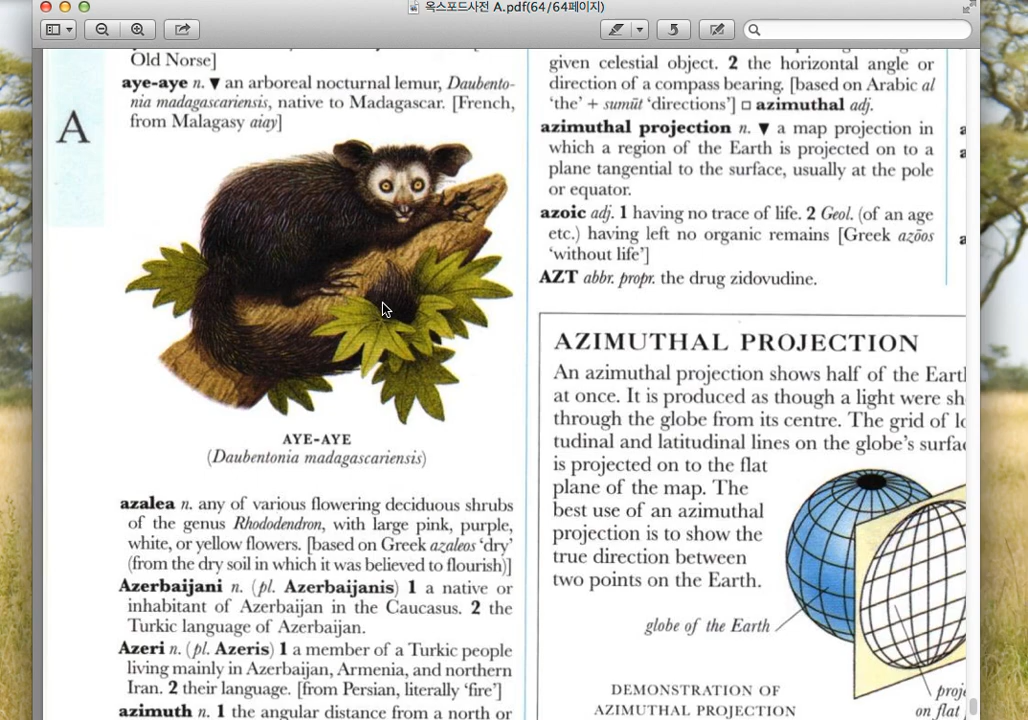 옥스포드사전 A.pdf(64/64페이지)
Old Norse]
aye-aye n. ▼ an arboreal nocturnal lemur, Daubento-
nia madagascariensis, native to Madagascar. [French,
from Malagasy aiay]
A
AYE-AYE
(Daubentonia madagascariensis)
azalea n. any of various flowering deciduous shrubs
of the genus Rhododendron, with large pink, purple,
white, or yellow flowers. [based on Greek azaleos ‘dry’
(from the dry soil in which it was believed to flourish)]
Azerbaijani n. (pl. Azerbaijanis) 1 a native or
inhabitant of Azerbaijan in the Caucasus. 2 the
Turkic language of Azerbaijan.
Azeri n. (pl. Azeris) 1 a member of a Turkic people
living mainly in Azerbaijan, Armenia, and northern
Iran. 2 their language. [from Persian, literally ‘fire’]
azimuth n. 1 the angular distance from a north or
given celestial object. 2 the horizontal angle or
direction of a compass bearing. [based on Arabic al
‘the’ + sumūt ‘directions’] □ azimuthal adj.
azimuthal projection n. ▼ a map projection in
which a region of the Earth is projected on to a
plane tangential to the surface, usually at the pole
or equator.
azoic adj. 1 having no trace of life. 2 Geol. (of an age
etc.) having left no organic remains [Greek azōos
‘without life’]
AZT abbr. propr. the drug zidovudine.
AZIMUTHAL PROJECTION
An azimuthal projection shows half of the Eart
at once. It is produced as though a light were sh
through the globe from its centre. The grid of lo
tudinal and latitudinal lines on the globe’s surfa
is projected on to the flat
plane of the map. The
best use of an azimuthal
projection is to show the
true direction between
two points on the Earth.
globe of the Earth
proj
on flat
DEMONSTRATION OF
AZIMUTHAL PROJECTION